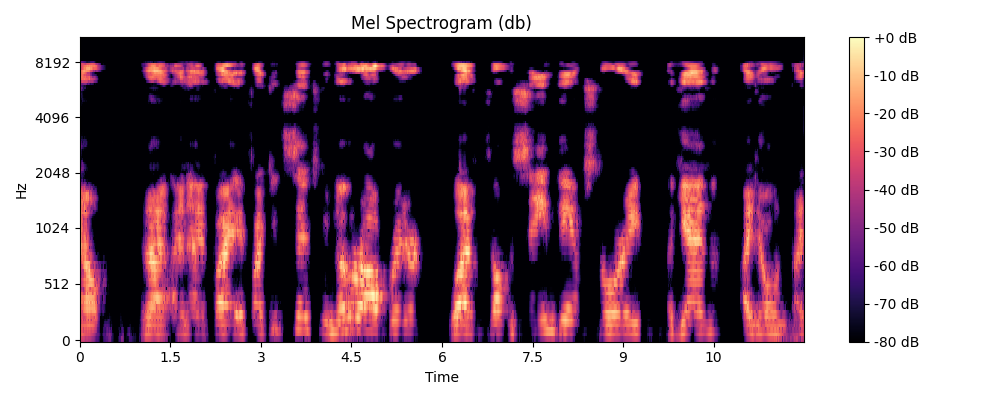 Mel Spectrogram (db)
+0 dB
8192
-10 dB
4096
-20 dB
-30 dB
2048
Hz
-40 dB
1024
-50 dB
512
-60 dB
-70 dB
0
-80 dB
0 1.5 3 4.5 6 7.5 9 10
Time